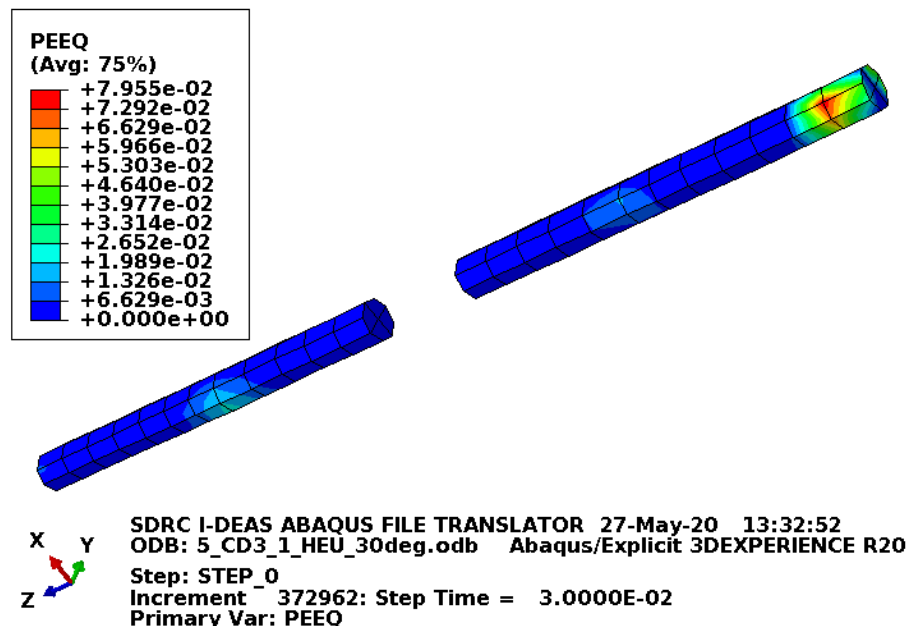 PEEQ
(Avg: 75%)
+7.955e-02
+7.292e-02
+6.629e-02
+5.966e-02
+5.303e-02
+4.640e-02
+3.977e-02
+3.314e-02
+2.652e-02
+1.989e-02
+1.326e-02
+6.629e-03
+0.000e+00
X
Y
Z
SDRC I-DEAS ABAQUS FILE TRANSLATOR 27-May-20 13:32:52
ODB: 5_CD3_1_HEU_30deg.odb Abaqus/Explicit 3DEXPERIENCE R20
Step: STEP_0
Increment 372962: Step Time = 3.0000E-02
Primary Var: PEEQ